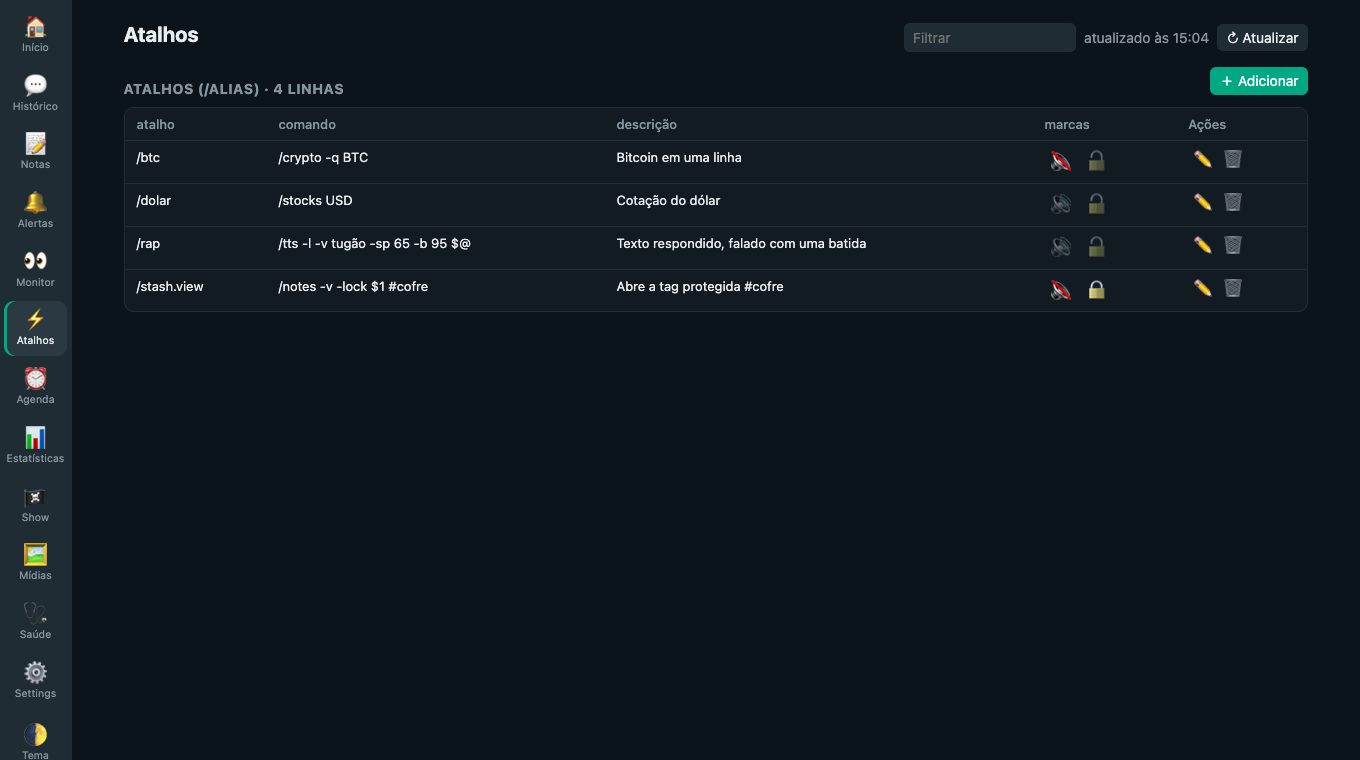 Início
Histórico
Notas
Alertas
Monitor
Atalhos
Agenda
Estatísticas
Show
Mídias
Saúde
Settings
Tema
Atalhos
Filtrar
atualizado às 15:04
↻ Atualizar
ATALHOS (/ALIAS) · 4 LINHAS
+ Adicionar
atalho comando descrição marcas Ações
/btc /crypto -q BTC Bitcoin em uma linha
/dolar /stocks USD Cotação do dólar
/rap /tts -l -v tugão -sp 65 -b 95 $@ Texto respondido, falado com uma batida
/stash.view /notes -v -lock $1 #cofre Abre a tag protegida #cofre